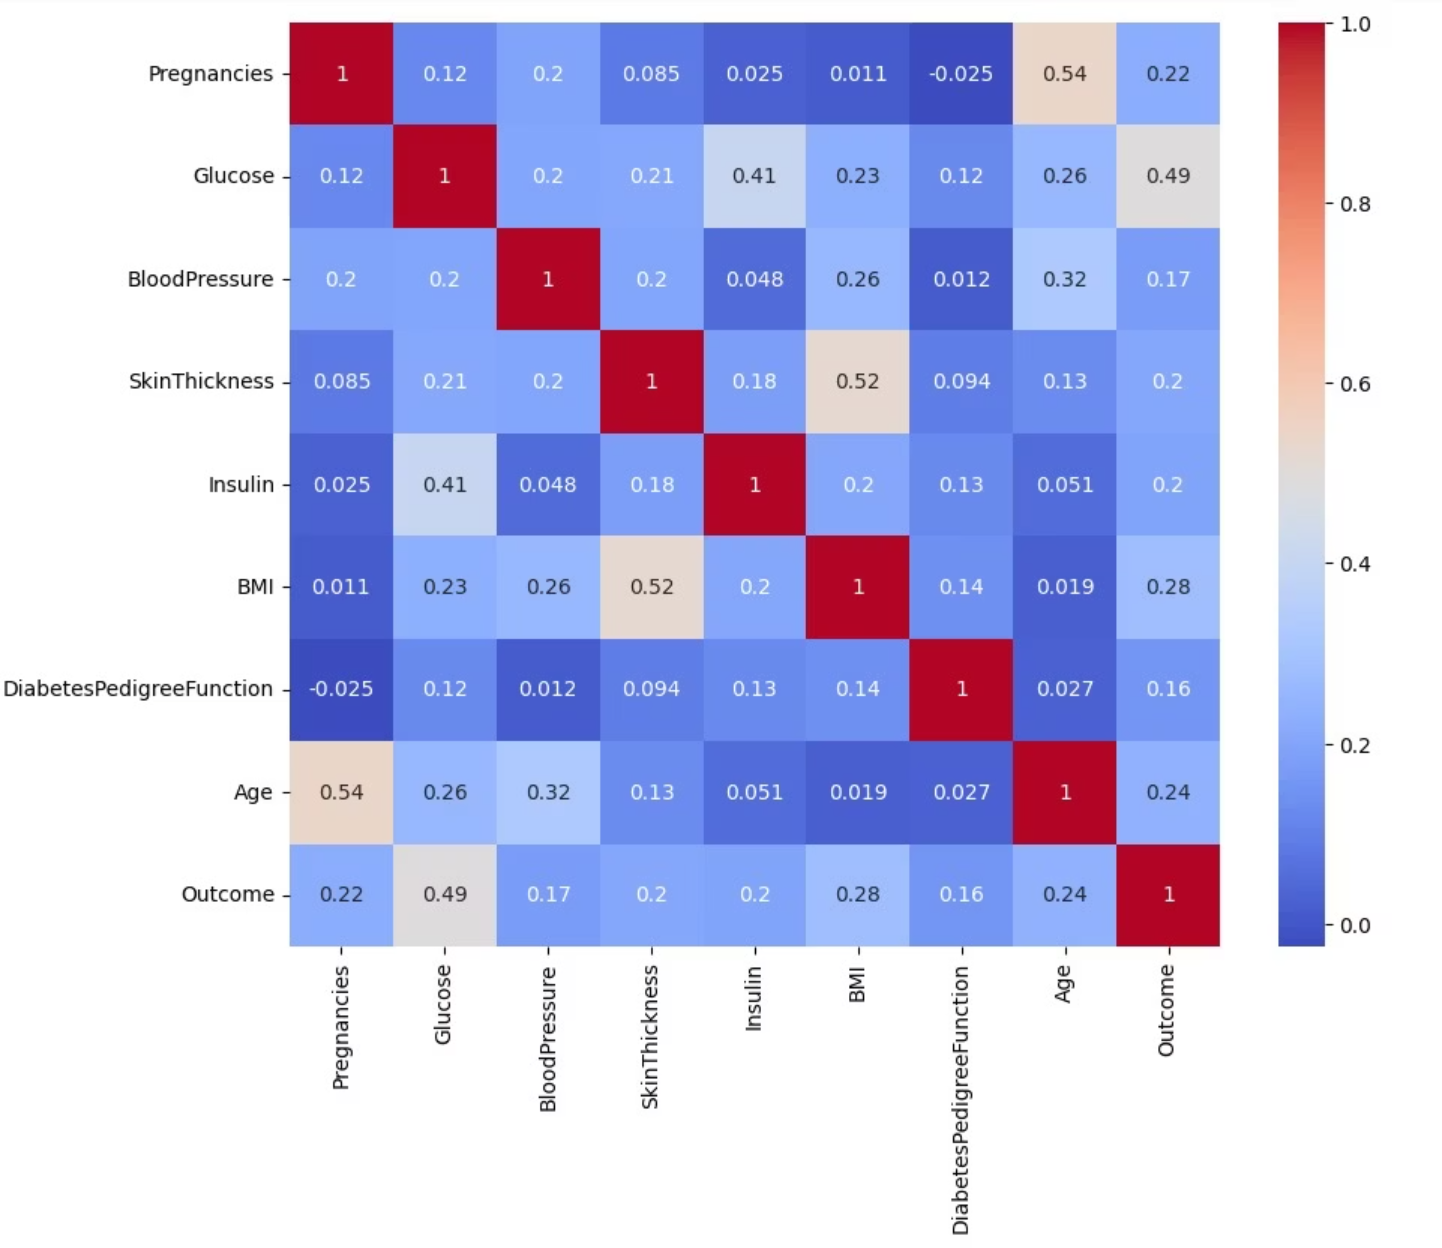 Pregnancies 1 0.12 0.2 0.085 0.025 0.011 -0.025 0.54 0.22
Glucose 0.12 1 0.2 0.21 0.41 0.23 0.12 0.26 0.49
BloodPressure 0.2 0.2 1 0.2 0.048 0.26 0.012 0.32 0.17
SkinThickness 0.085 0.21 0.2 1 0.18 0.52 0.094 0.13 0.2
Insulin 0.025 0.41 0.048 0.18 1 0.2 0.13 0.051 0.2
BMI 0.011 0.23 0.26 0.52 0.2 1 0.14 0.019 0.28
DiabetesPedigreeFunction -0.025 0.12 0.012 0.094 0.13 0.14 1 0.027 0.16
Age 0.54 0.26 0.32 0.13 0.051 0.019 0.027 1 0.24
Outcome 0.22 0.49 0.17 0.2 0.2 0.28 0.16 0.24 1
Pregnancies
Glucose
BloodPressure
SkinThickness
Insulin
BMI
DiabetesPedigreeFunction
Age
Outcome
1.0
0.8
0.6
0.4
0.2
0.0